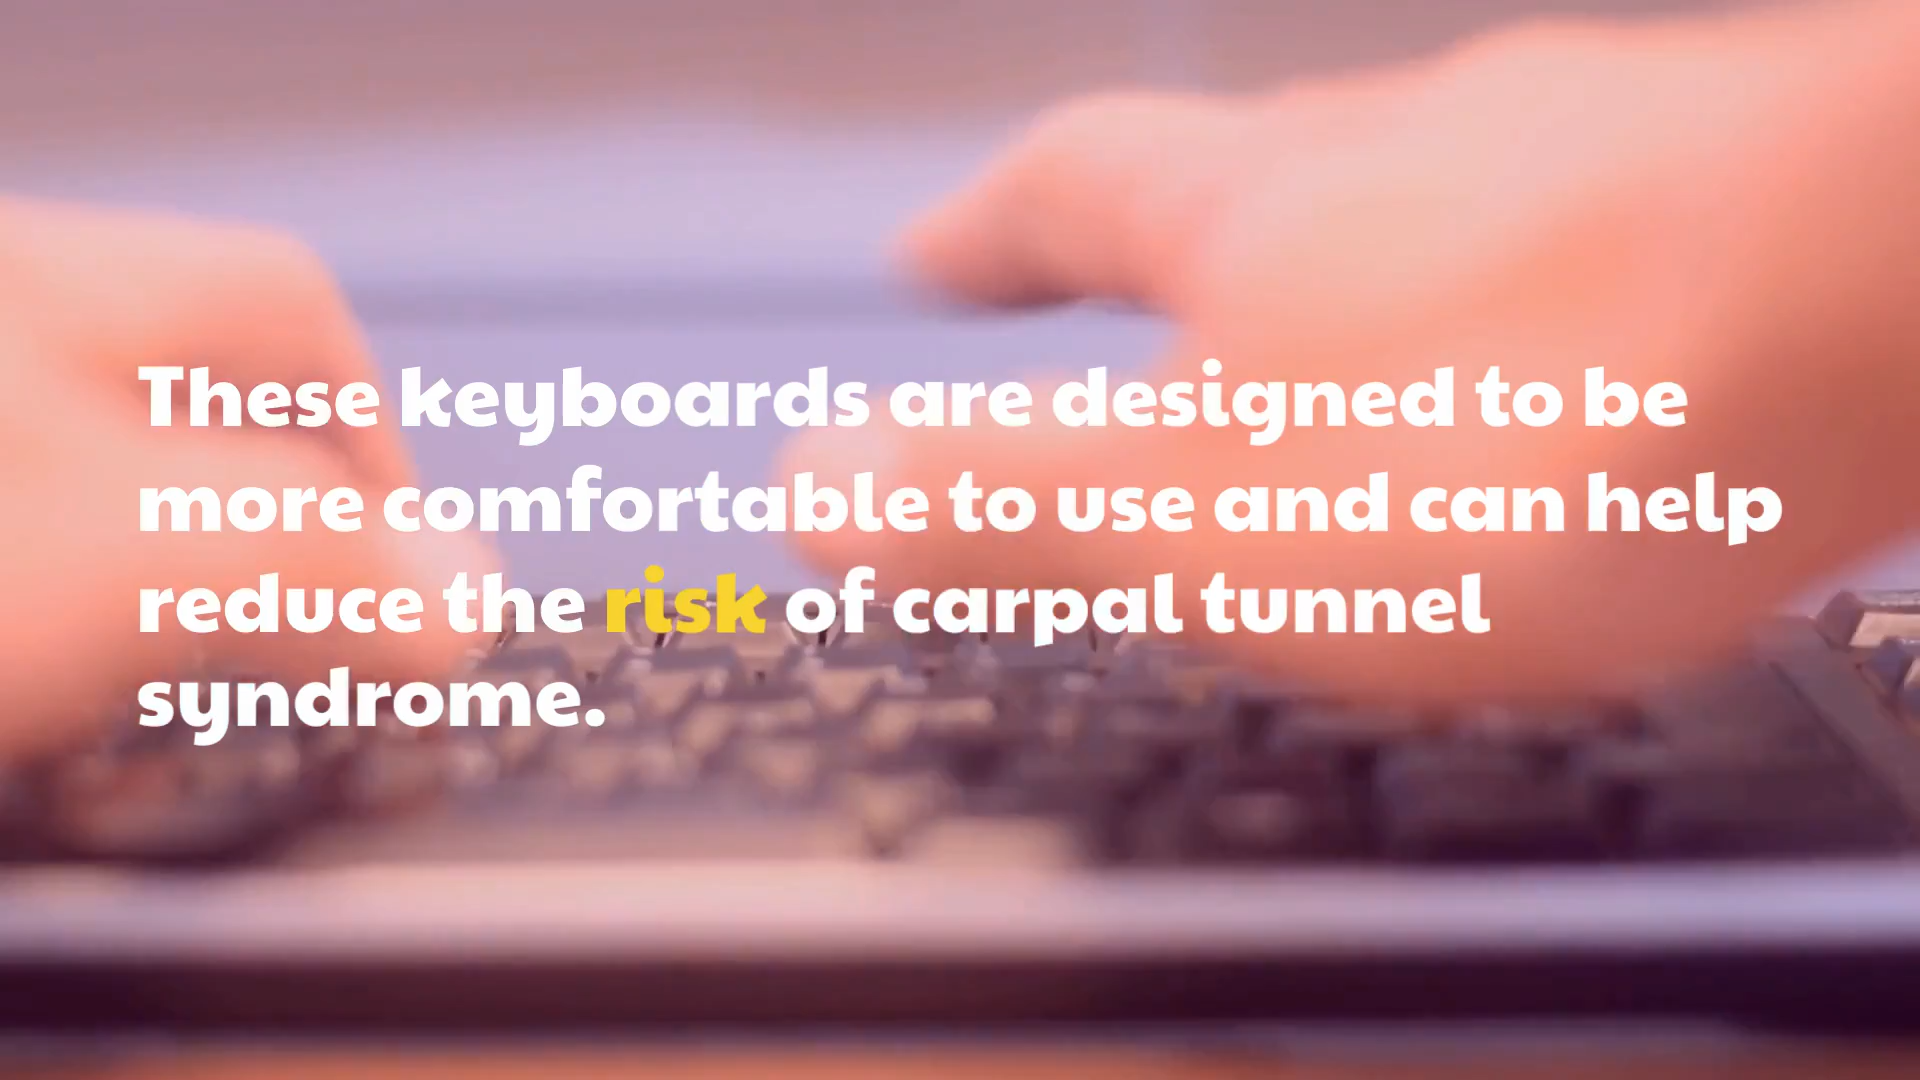 These keyboards are designed to be
more comfortable to use and can help
reduce the risk of carpal tunnel
syndrome.